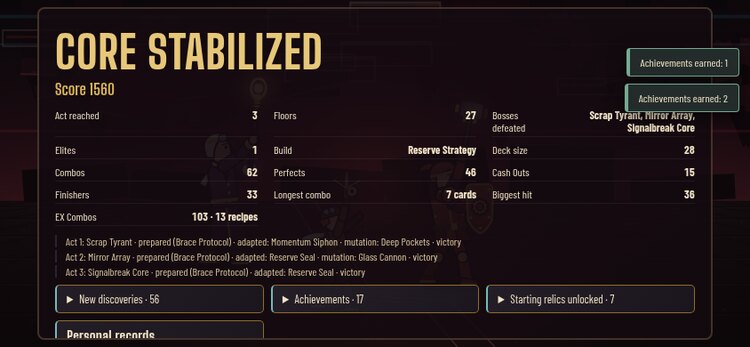 CORE STABILIZED
Score 1560
Achievements earned: 1
Achievements earned: 2
Act reached 3 Floors 27 Bosses defeated Scrap Tyrant, Mirror Array, Signalbreak Core
Elites 1 Build Reserve Strategy Deck size 28
Combos 62 Perfects 46 Cash Outs 15
Finishers 33 Longest combo 7 cards Biggest hit 36
EX Combos 103 · 13 recipes
Act 1: Scrap Tyrant · prepared (Brace Protocol) · adapted: Momentum Siphon · mutation: Deep Pockets · victory
Act 2: Mirror Array · prepared (Brace Protocol) · adapted: Reserve Seal · mutation: Glass Cannon · victory
Act 3: Signalbreak Core · prepared (Brace Protocol) · adapted: Reserve Seal · victory
▶ New discoveries · 56 ▶ Achievements · 17 ▶ Starting relics unlocked · 7
Personal records